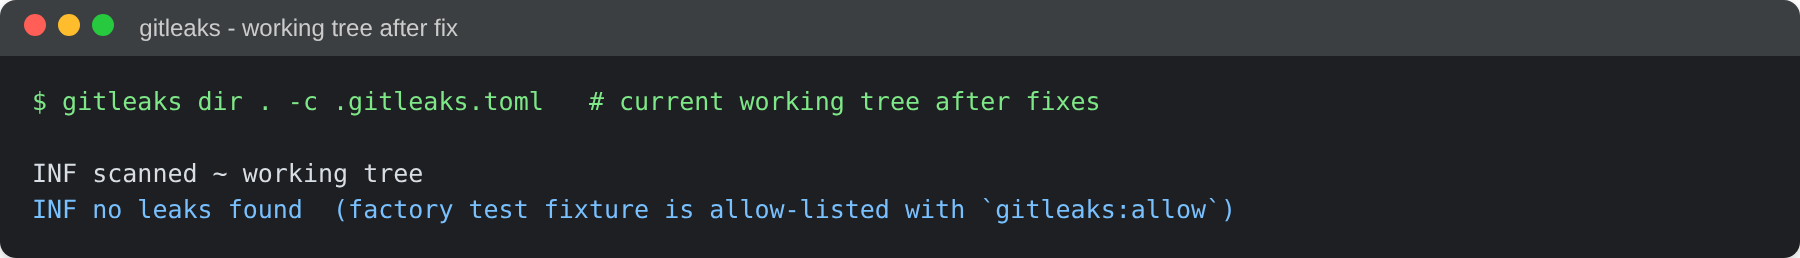 gitleaks - working tree after fix
$ gitleaks dir . -c .gitleaks.toml   # current working tree after fixes
INF scanned ~ working tree
INF no leaks found  (factory test fixture is allow-listed with `gitleaks:allow`)